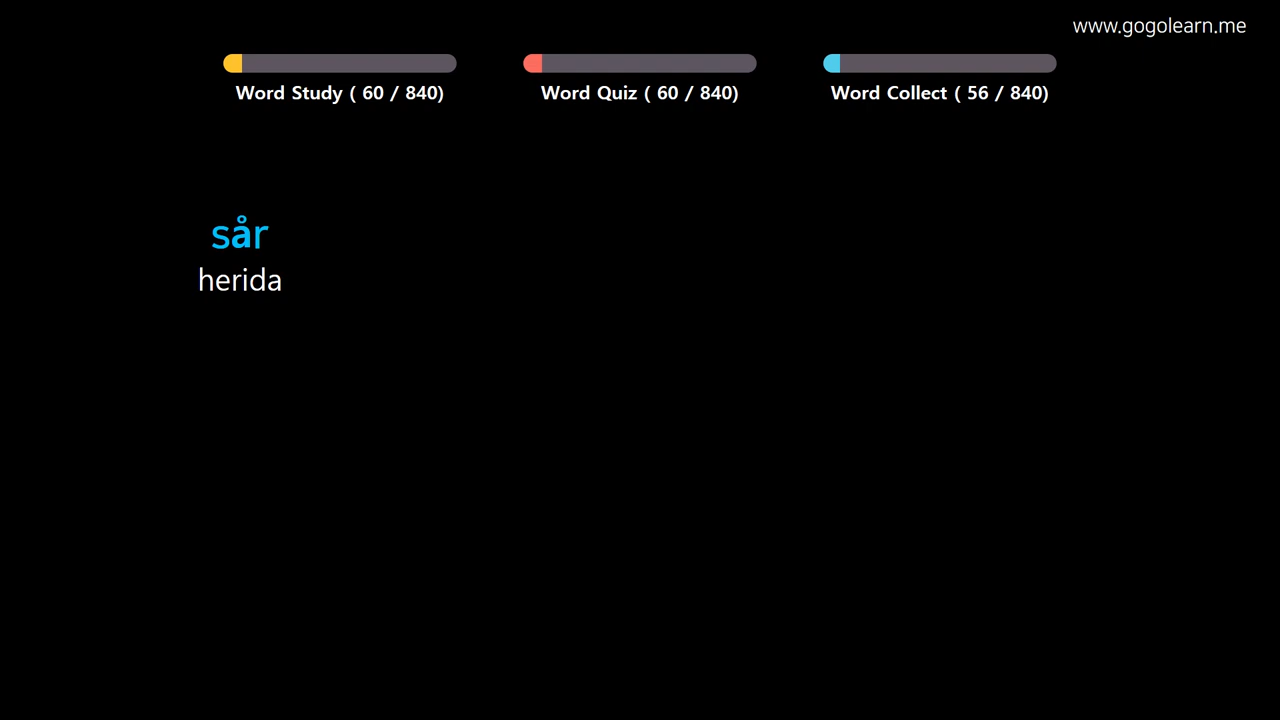 www.gogolearn.me
Word Study ( 60 / 840)
Word Quiz ( 60 / 840)
Word Collect ( 56 / 840)
sår
herida